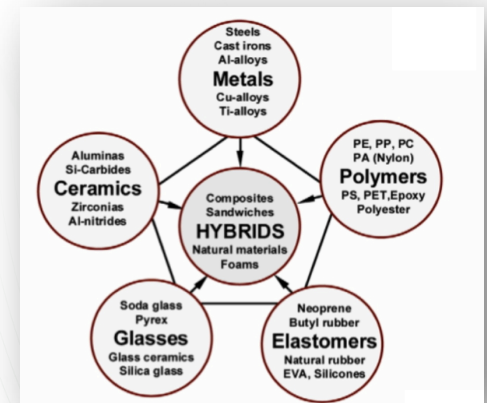 Steels
Cast irons
Al-alloys
Metals
Cu-alloys
Ti-alloys
Aluminas
Si-Carbides
Ceramics
Zirconias
Al-nitrides
PE, PP, PC
PA (Nylon)
Polymers
PS, PET,Epoxy
Polyester
Composites
Sandwiches
HYBRIDS
Natural materials
Foams
Soda glass
Pyrex
Glasses
Glass ceramics
Silica glass
Neoprene
Butyl rubber
Elastomers
Natural rubber
EVA, Silicones